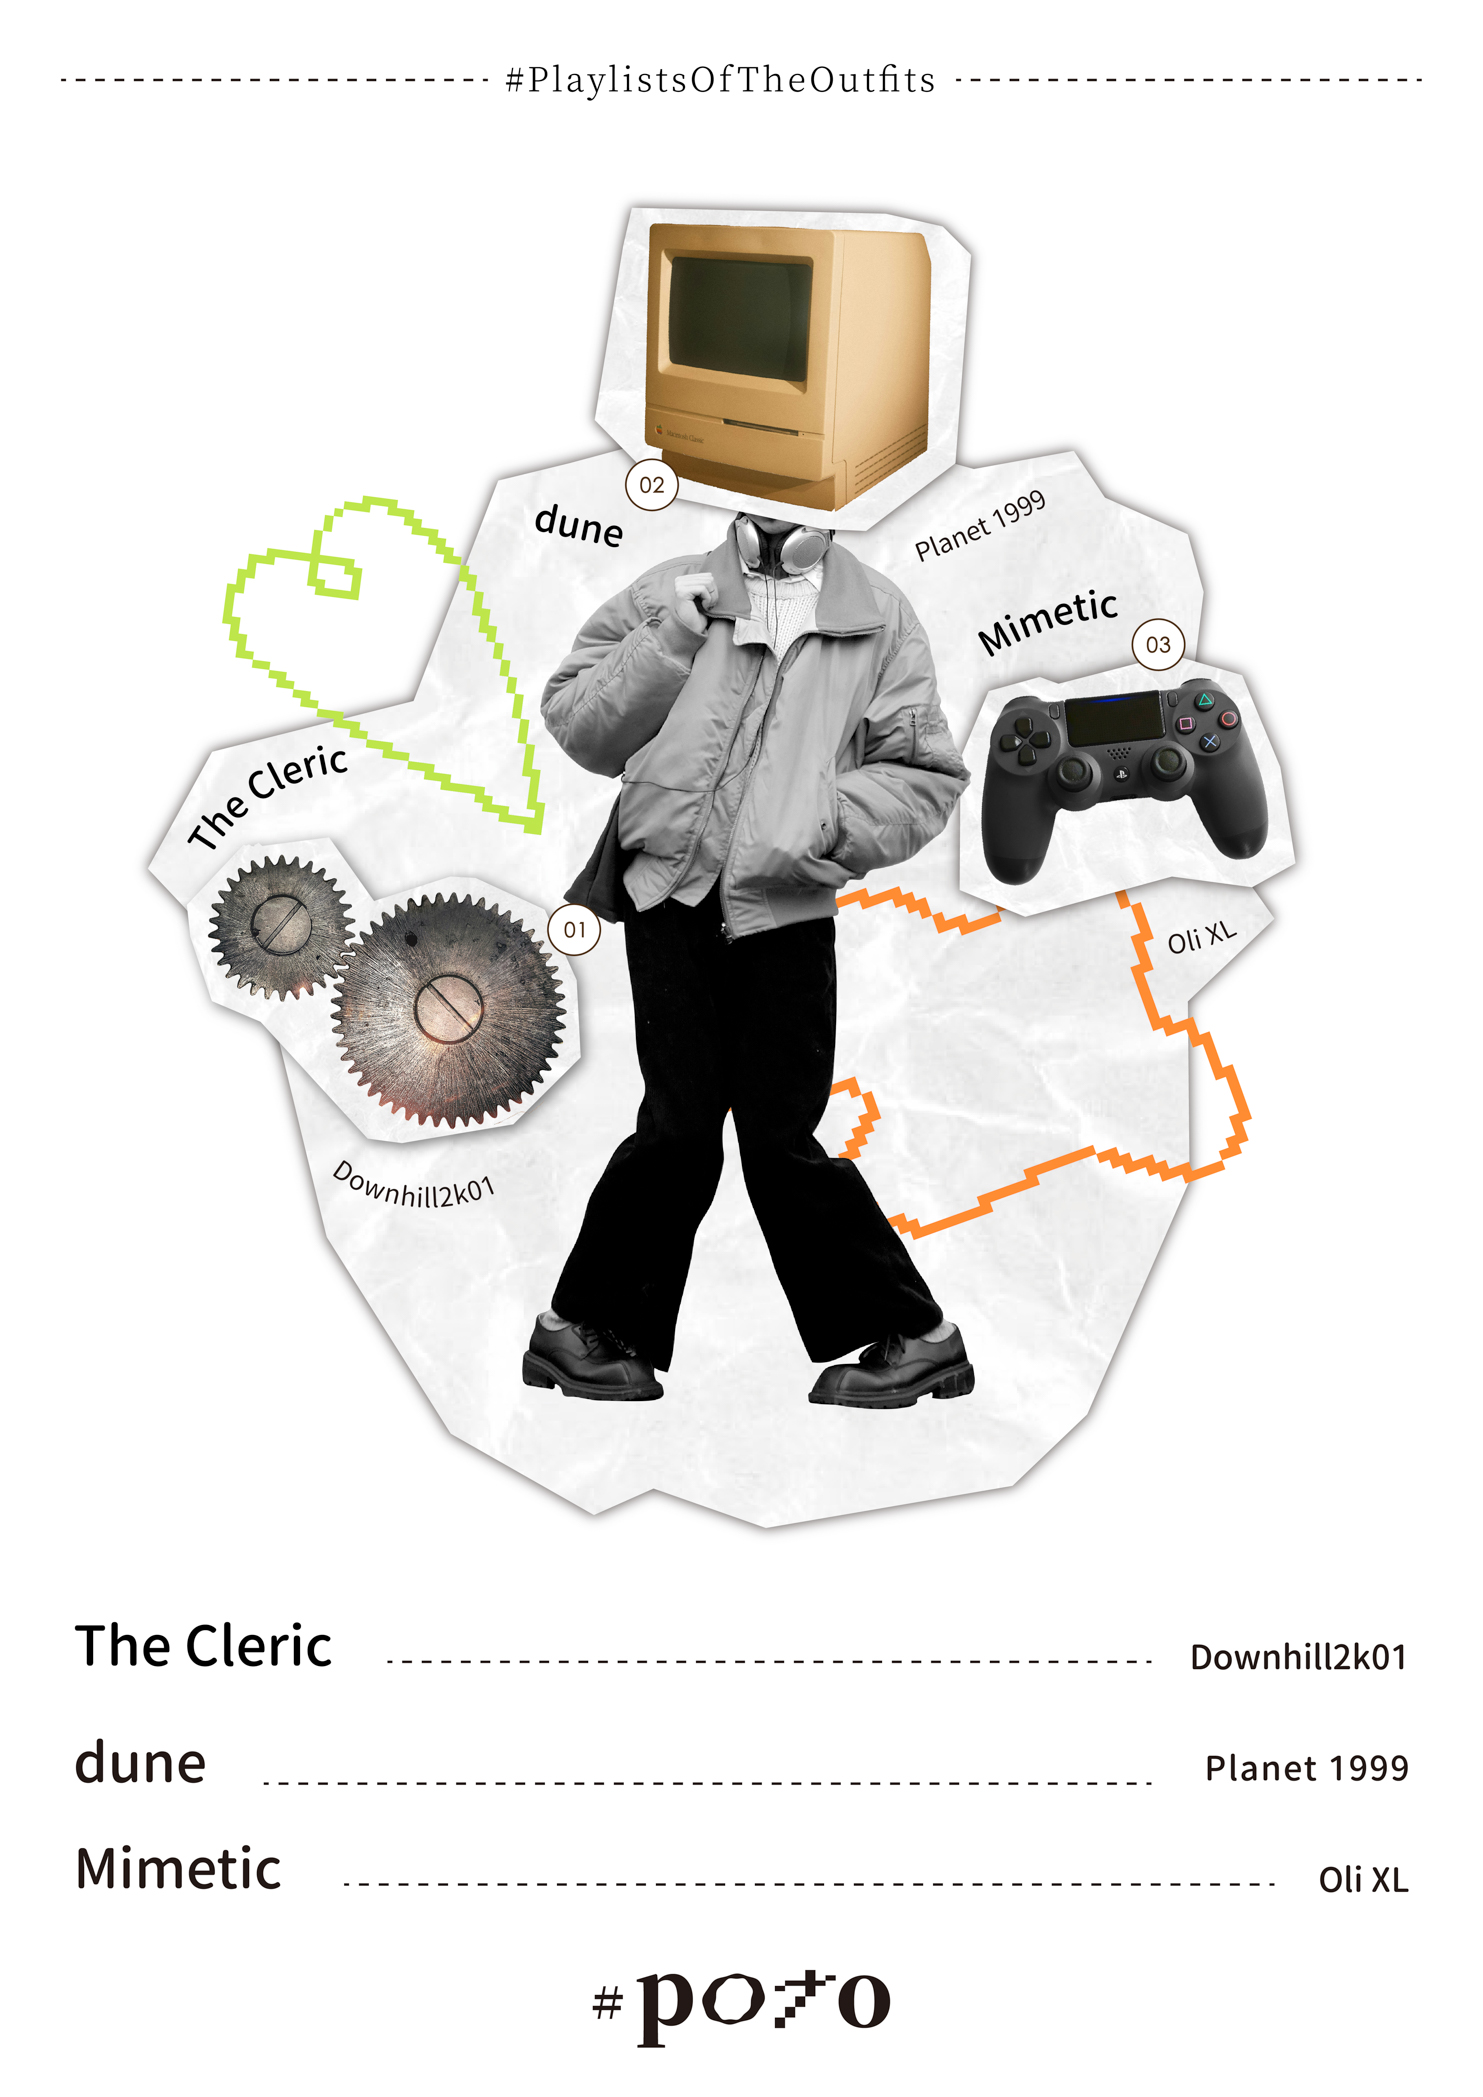 #PlaylistsOfTheOutfits
02
dune
Planet 1999
Mimetic
03
The Cleric
01
Oli XL
Downhill2k01
The Cleric Downhill2k01
dune Planet 1999
Mimetic Oli XL
#poto